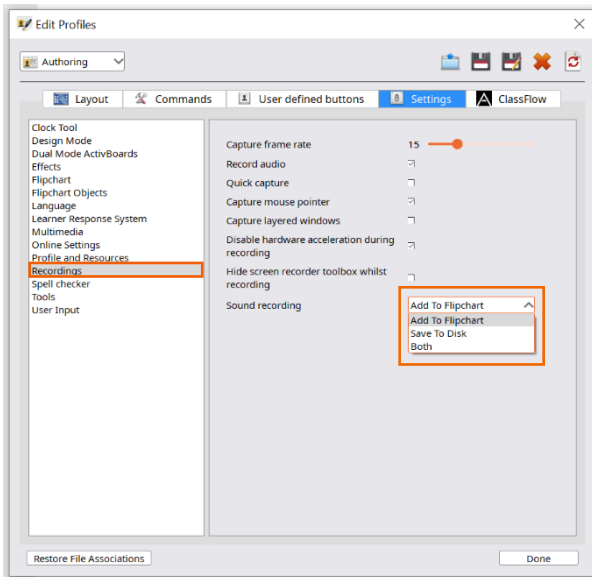 Edit Profiles
Authoring
Layout
Commands
User defined buttons
Settings
ClassFlow
Clock Tool
Design Mode
Dual Mode ActivBoards
Effects
Flipchart
Flipchart Objects
Language
Learner Response System
Multimedia
Online Settings
Profile and Resources
Recordings
Spell checker
Tools
User Input
Capture frame rate
15
Record audio
Quick capture
Capture mouse pointer
Capture layered windows
Disable hardware acceleration during
recording
Hide screen recorder toolbox whilst
recording
Sound recording
Add To Flipchart
Add To Flipchart
Save To Disk
Both
Restore File Associations
Done